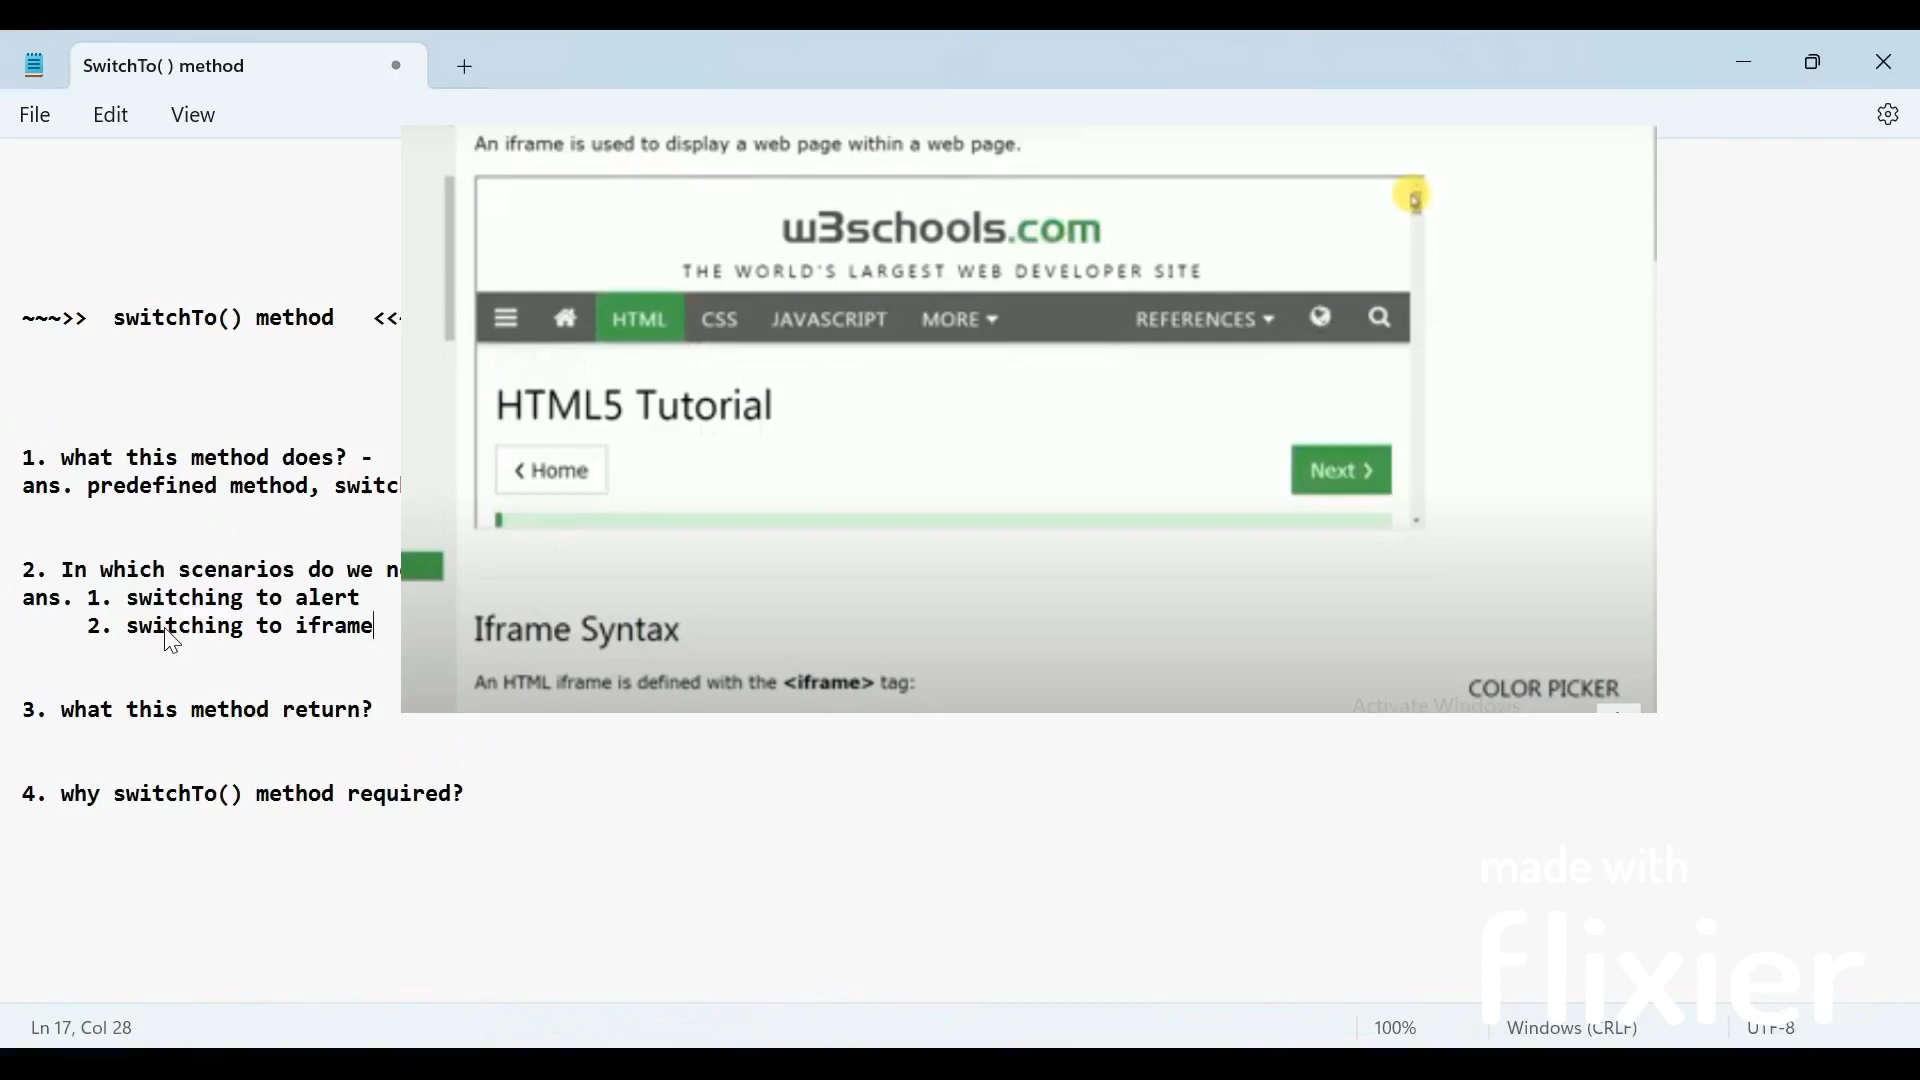 SwitchTo( ) method
File Edit View
An iframe is used to display a web page within a web page.
w3schools.com
THE WORLD'S LARGEST WEB DEVELOPER SITE
HTML CSS JAVASCRIPT MORE REFERENCES
HTML5 Tutorial
Home Next
Iframe Syntax
An HTML iframe is defined with the <iframe> tag:
COLOR PICKER
Activate Windows
~~~>> switchTo() method <<
1. what this method does? -
ans. predefined method,
2. In which scenarios do we
ans. 1. switching to alert
2. switching to iframe
3. what this method return?
4. why switchTo() method required?
made with
flixier
Ln 17, Col 28 100% Windows (CRLF) UTF-8